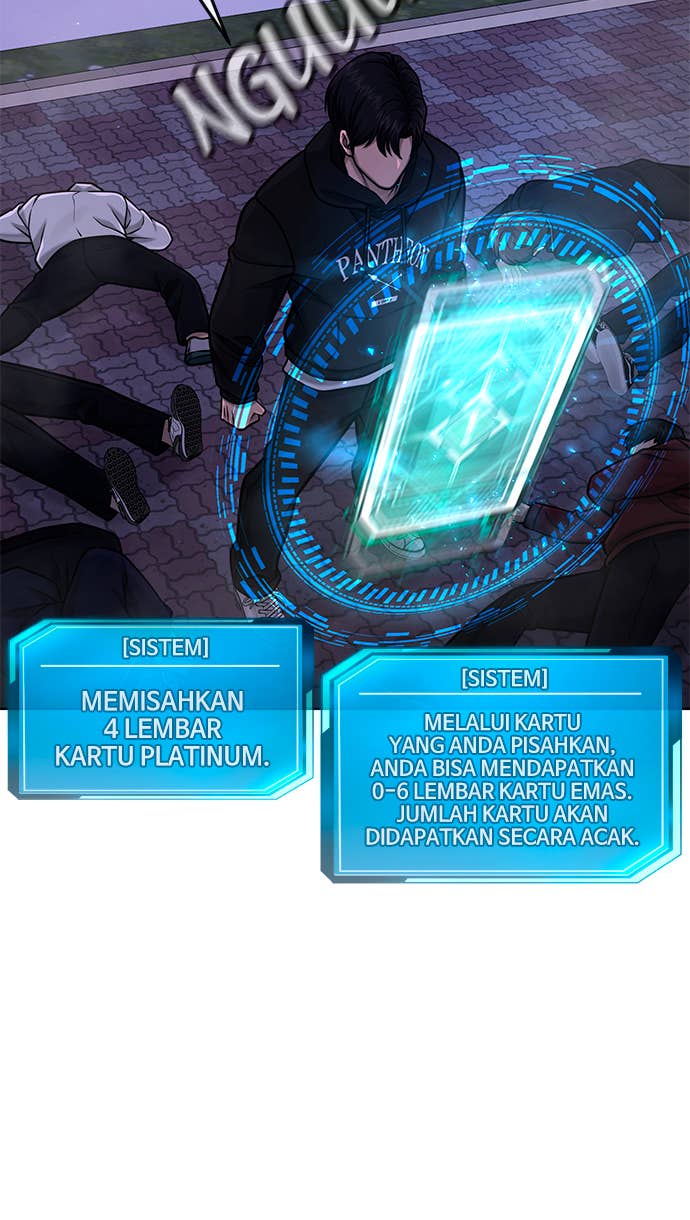 NGUUU
PANTHEON
[SISTEM]
MEMISAHKAN
4 LEMBAR
KARTU PLATINUM.
[SISTEM]
MELALUI KARTU
YANG ANDA PISAHKAN,
ANDA BISA MENDAPATKAN
0-6 LEMBAR KARTU EMAS.
JUMLAH KARTU AKAN
DIDAPATKAN SECARA ACAK.